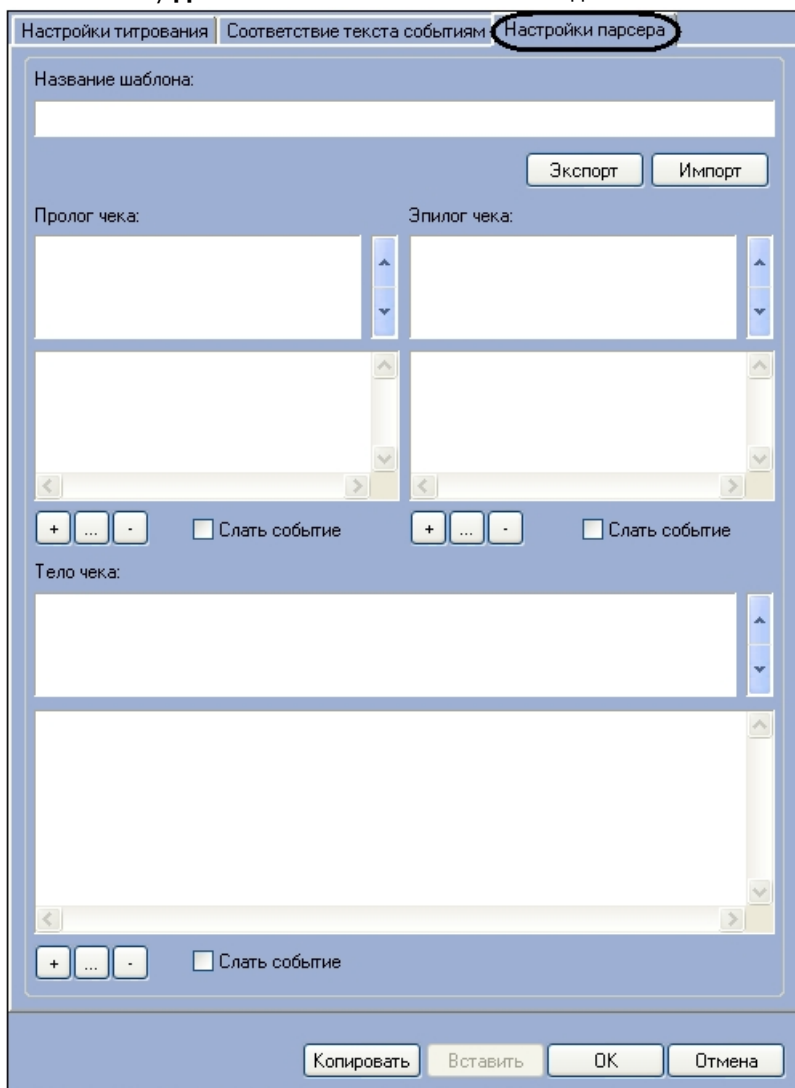 Настройки титрования Соответствие текста событиям Настройки парсера
Название шаблона:
Экспорт Импорт
Пролог чека: Эпилог чека:
+ ... - Слать событие + ... - Слать событие
Тело чека:
+ ... - Слать событие
Копировать Вставить OK Отмена